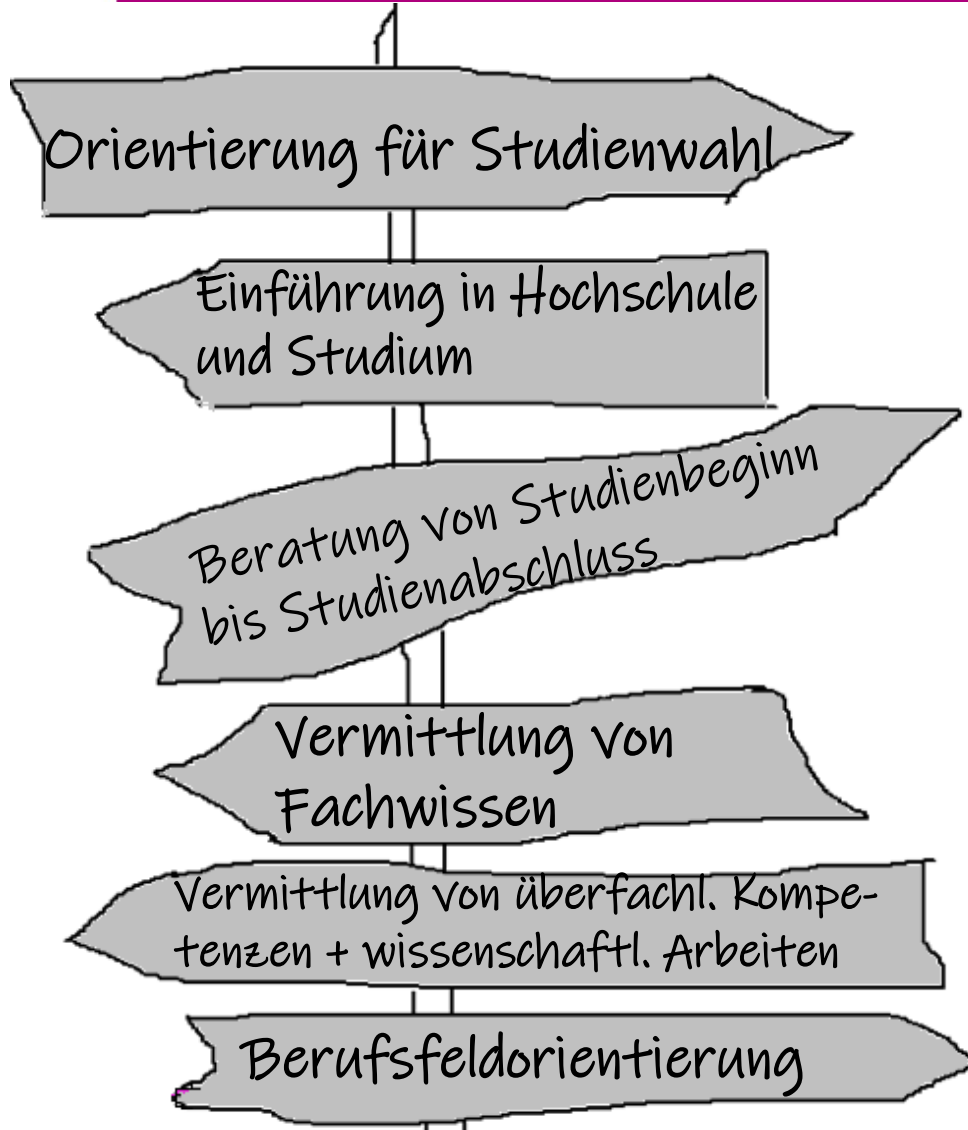 Orientierung für Studienwahl
Einführung in Hochschule
und Studium
Beratung von Studienbeginn
bis Studienabschluss
Vermittlung von
Fachwissen
Vermittlung von überfachl. Kompe-
tenzen + wissenschaftl. Arbeiten
Berufsfeldorientierung